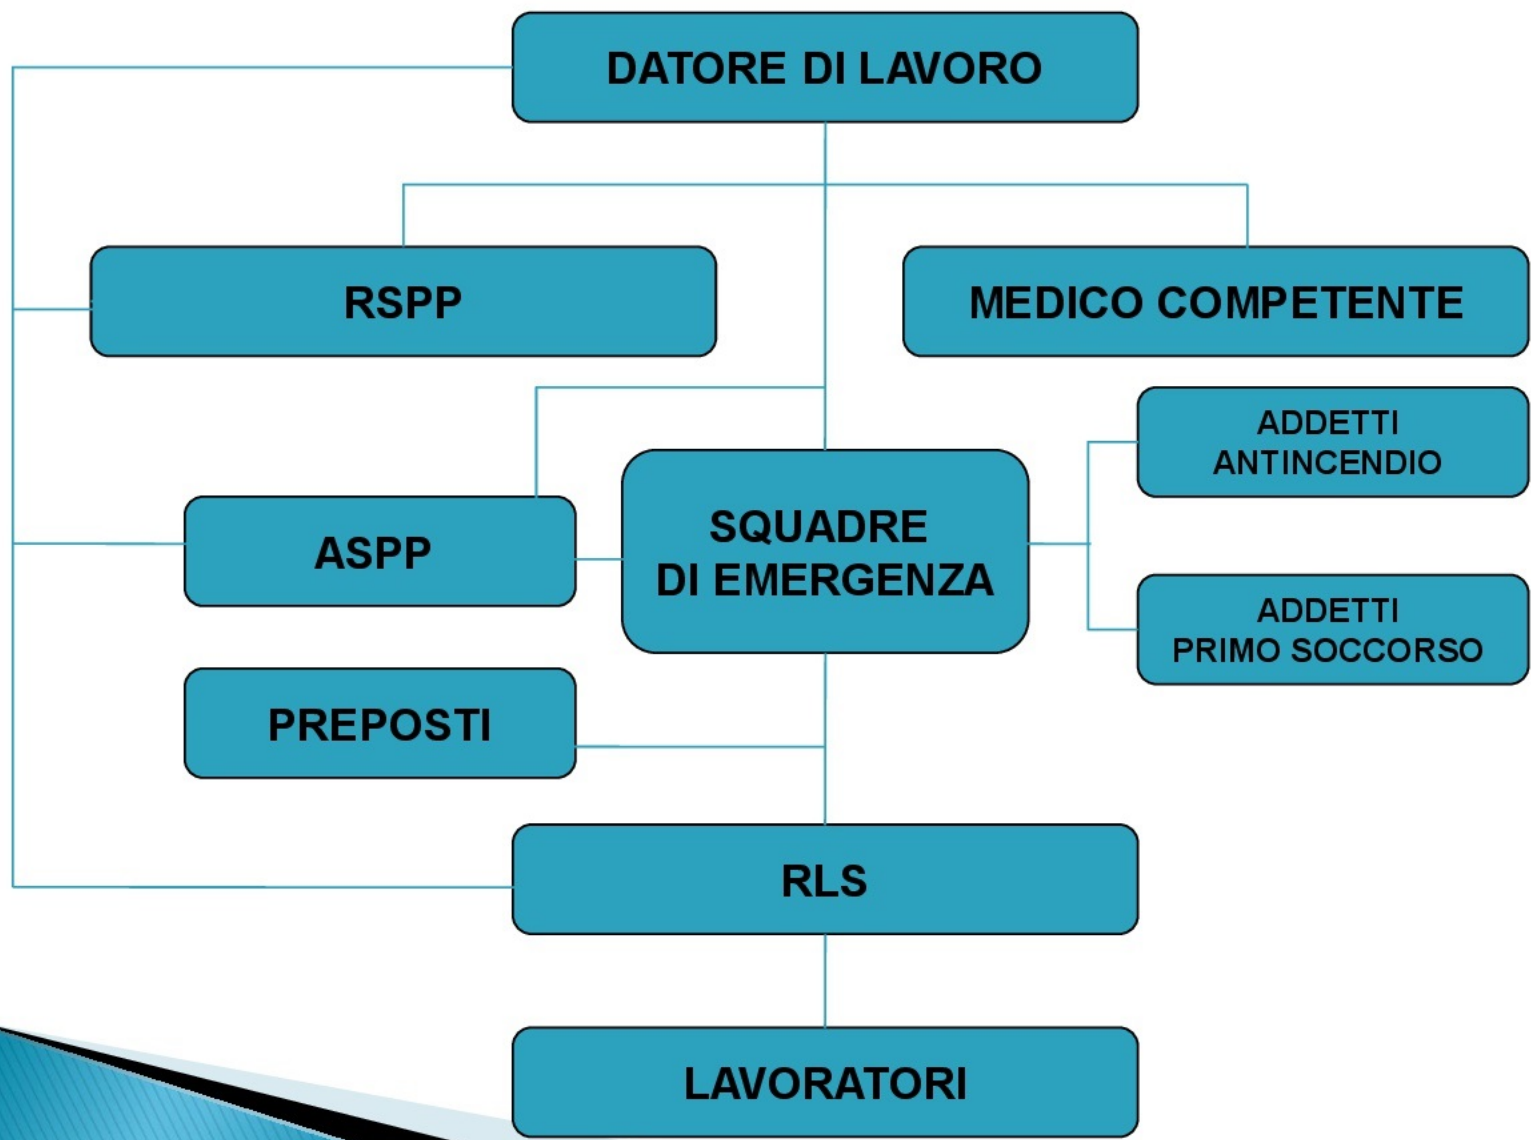 DATORE DI LAVORO
RSPP
MEDICO COMPETENTE
ADDETTI
ANTINCENDIO
ASPP
SQUADRE
DI EMERGENZA
ADDETTI
PRIMO SOCCORSO
PREPOSTI
RLS
LAVORATORI